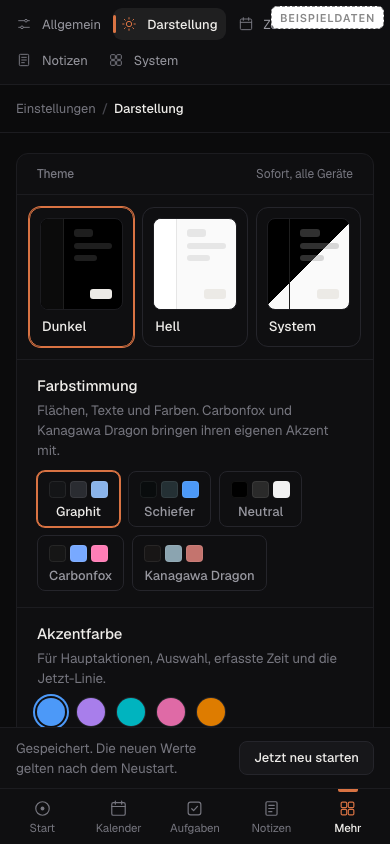 Allgemein
Darstellung
BEISPIELDATEN
Notizen
System
Einstellungen / Darstellung
Theme
Sofort, alle Geräte
Dunkel
Hell
System
Farbstimmung
Flächen, Texte und Farben. Carbonfox und
Kanagawa Dragon bringen ihren eigenen Akzent
mit.
Graphit
Schiefer
Neutral
Carbonfox
Kanagawa Dragon
Akzentfarbe
Für Hauptaktionen, Auswahl, erfasste Zeit und die
Jetzt-Linie.
Gespeichert. Die neuen Werte
gelten nach dem Neustart.
Jetzt neu starten
Start
Kalender
Aufgaben
Notizen
Mehr